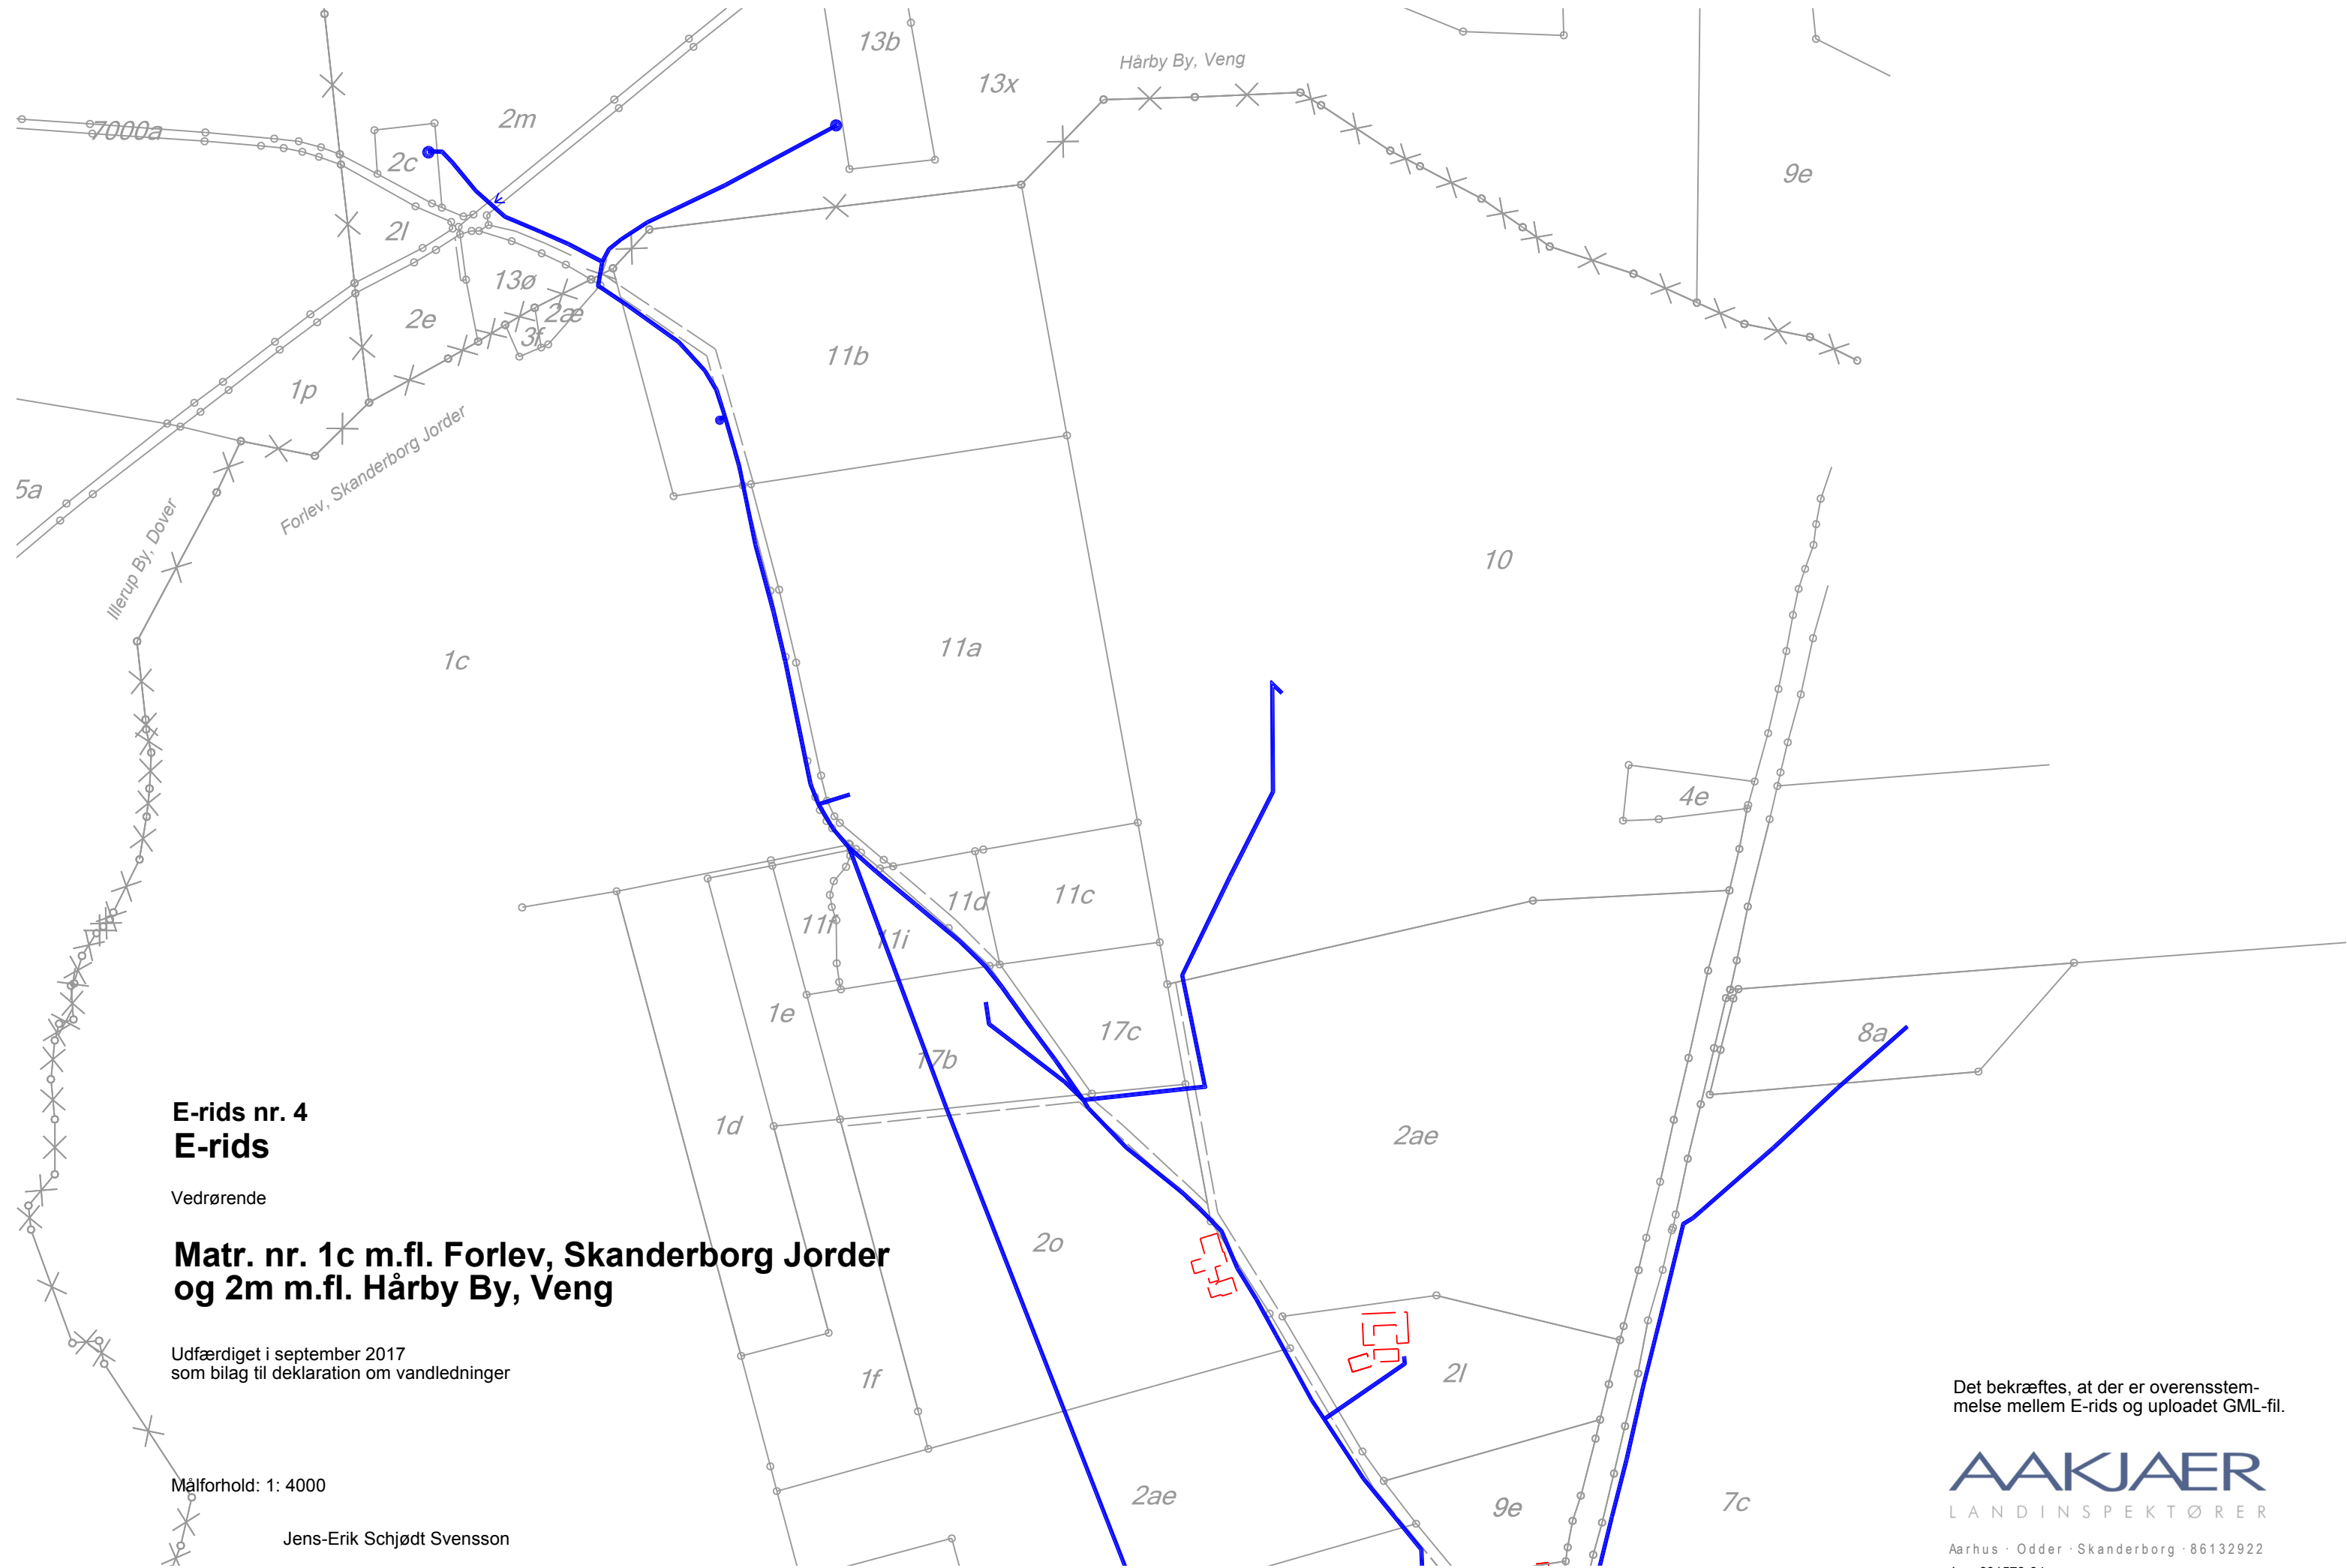 13b
Hårby By, Veng
13x
2m
7000a
2c
9e
2l
13ø
2æ
2e
3f
11b
1p
Forlev, Skanderborg Jorder
5a
Illerup By, Dover
10
11a
1c
4e
11d
11c
11f
11i
1e
17c
8a
17b
E-rids nr. 4
E-rids
1d
2ae
Vedrørende
2o
Matr. nr. 1c m.fl. Forlev, Skanderborg Jorder
og 2m m.fl. Hårby By, Veng
Udfærdiget i september 2017
som bilag til deklaration om vandledninger
1f
2l
Det bekræftes, at der er overensstem-
melse mellem E-rids og uploadet GML-fil.
Målforhold: 1: 4000
2ae
9e
7c
AAKJAER
LANDINSPEKTØRER
Jens-Erik Schjødt Svensson
Aarhus · Odder · Skanderborg · 86132922